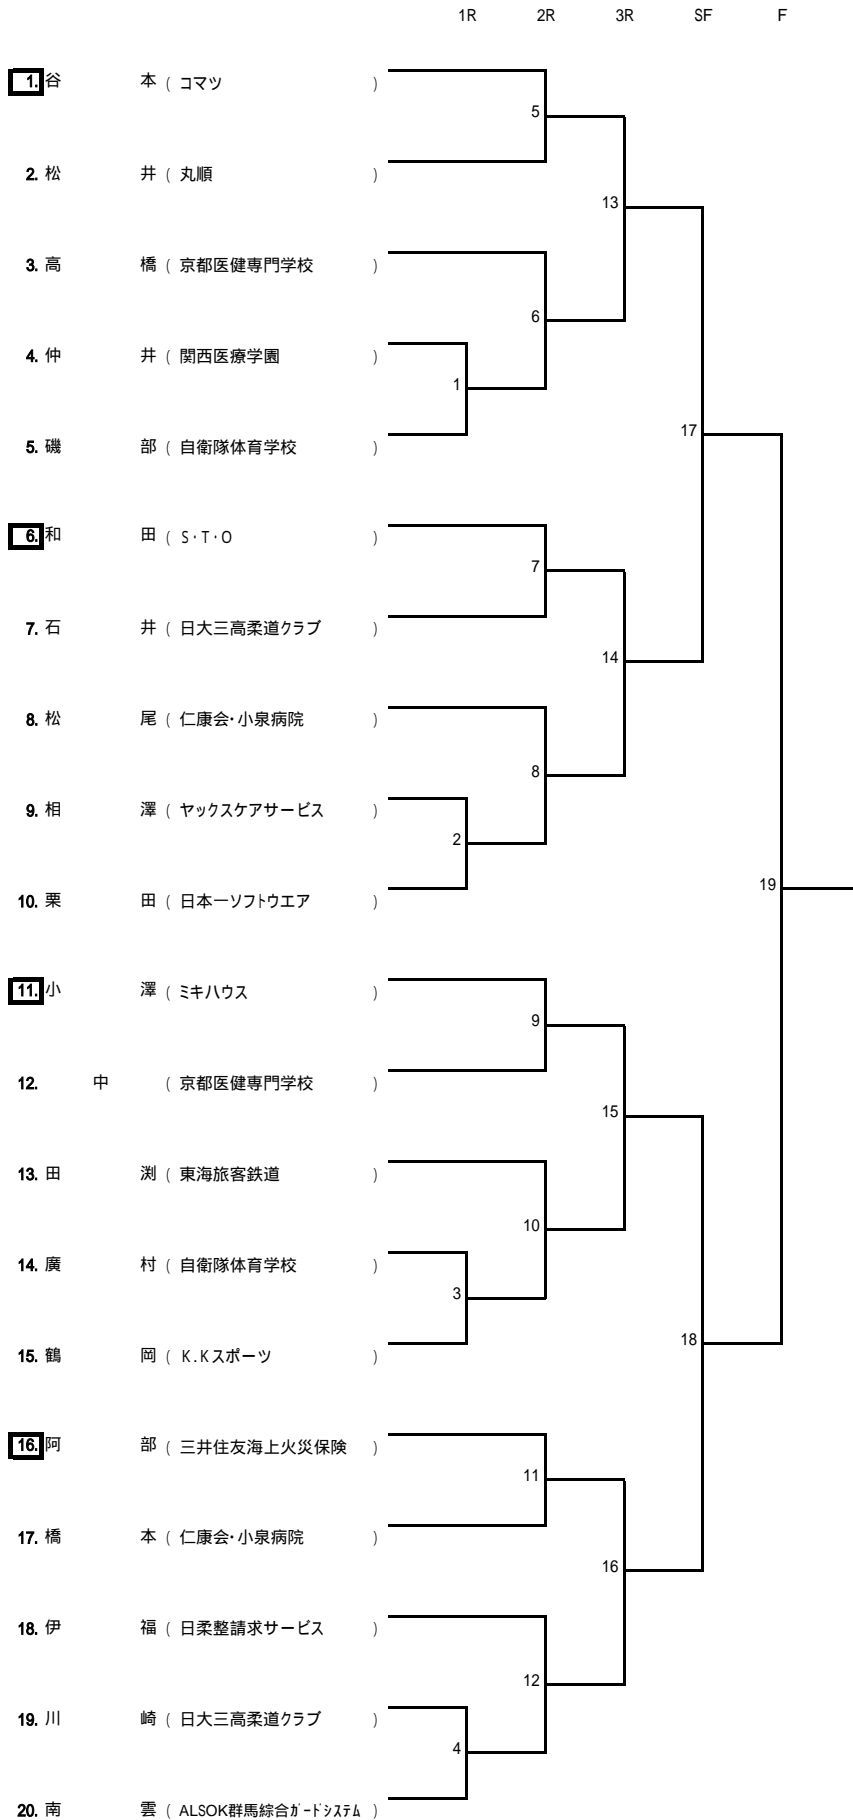 1R 2R 3R SF F
1. 谷 本 ( コマツ )
5
2. 松 井 ( 丸順 )
13
3. 高 橋 ( 京都医健専門学校 )
6
4. 仲 井 ( 関西医療学園 )
1
5. 磯 部 ( 自衛隊体育学校 )
17
6. 和 田 ( S・T・O )
7
7. 石 井 ( 日大三高柔道クラブ )
14
8. 松 尾 ( 仁康会・小泉病院 )
8
9. 相 澤 ( ヤックスケアサービス )
2
10. 栗 田 ( 日本一ソフトウエア )
19
11. 小 澤 ( ミキハウス )
9
12. 中 ( 京都医健専門学校 )
15
13. 田 渕 ( 東海旅客鉄道 )
10
14. 廣 村 ( 自衛隊体育学校 )
3
15. 鶴 岡 ( K.Kスポーツ )
18
16. 阿 部 ( 三井住友海上火災保険 )
11
17. 橋 本 ( 仁康会・小泉病院 )
16
18. 伊 福 ( 日柔整請求サービス )
12
19. 川 崎 ( 日大三高柔道クラブ )
4
20. 南 雲 ( ALSOK群馬綜合ガードシステム )